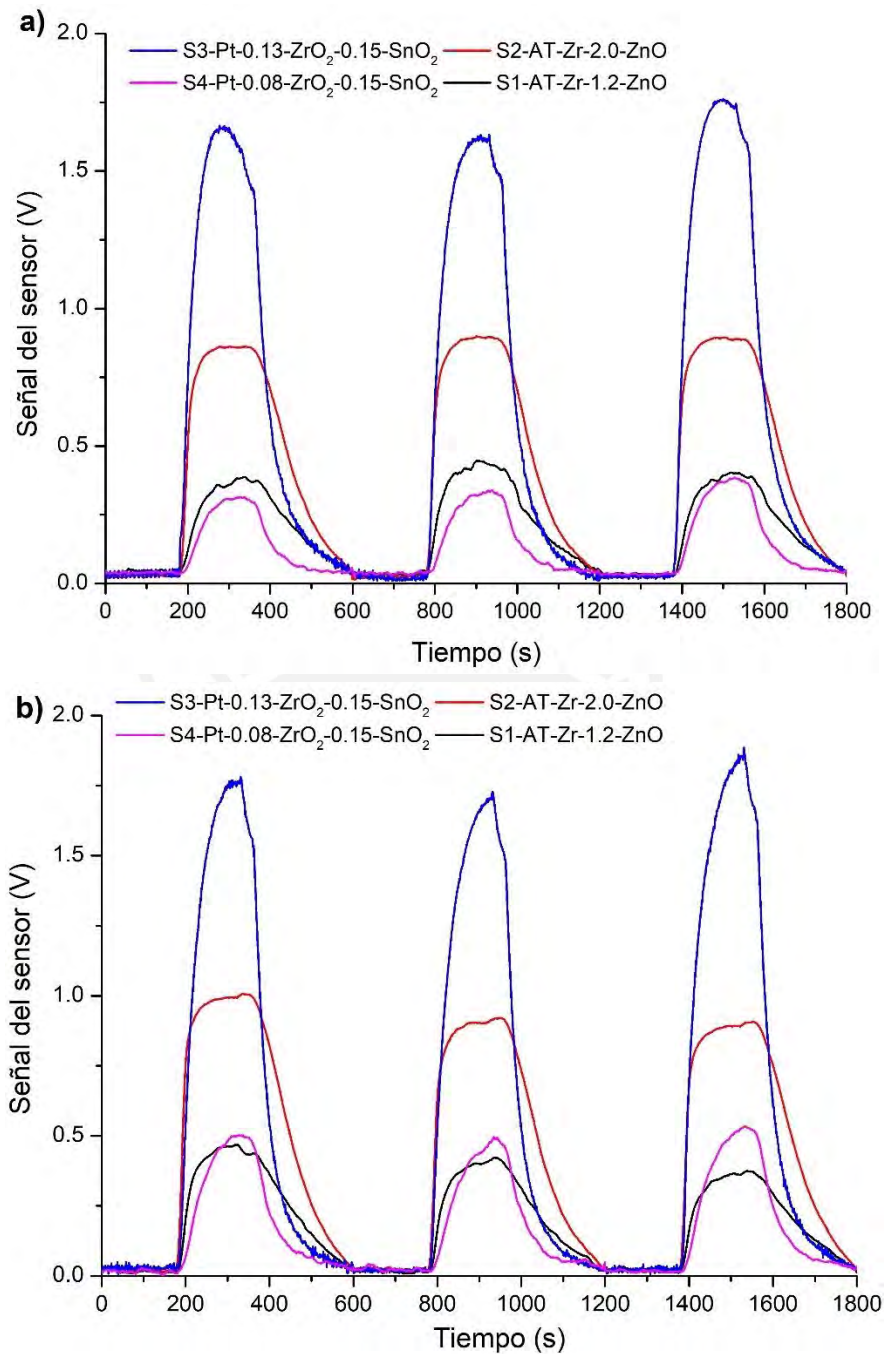 a)
S3-Pt-0.13-ZrO₂-0.15-SnO₂ S2-AT-Zr-2.0-ZnO
S4-Pt-0.08-ZrO₂-0.15-SnO₂ S1-AT-Zr-1.2-ZnO
Señal del sensor (V)
2.0
1.5
1.0
0.5
0.0
0 200 400 600 800 1000 1200 1400 1600 1800
Tiempo (s)
b)
S3-Pt-0.13-ZrO₂-0.15-SnO₂ S2-AT-Zr-2.0-ZnO
S4-Pt-0.08-ZrO₂-0.15-SnO₂ S1-AT-Zr-1.2-ZnO
Señal del sensor (V)
2.0
1.5
1.0
0.5
0.0
0 200 400 600 800 1000 1200 1400 1600 1800
Tiempo (s)